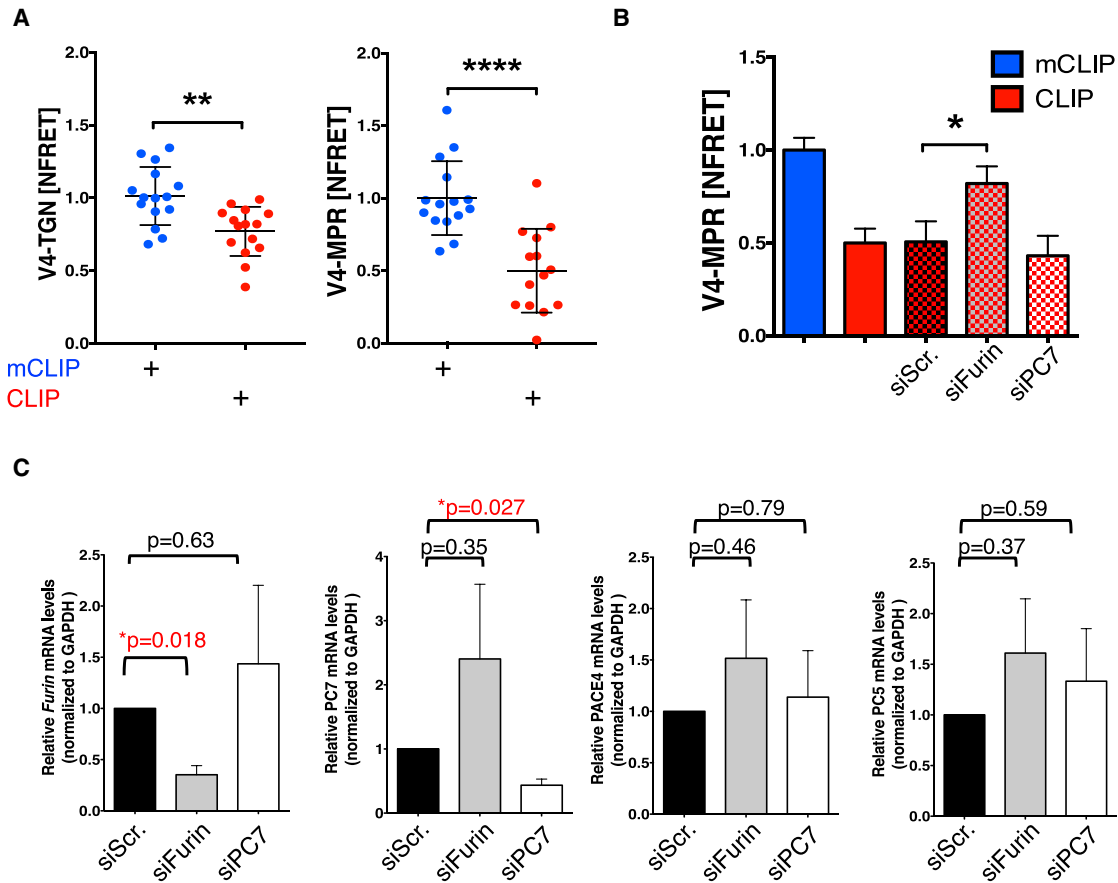 A
V4-TGN [NFRET]
2.0
1.5
1.0
0.5
0.0
**
V4-MPR [NFRET]
2.0
1.5
1.0
0.5
0.0
****
mCLIP + +
CLIP + +
B
V4-MPR [NFRET]
1.5
1.0
0.5
0.0
mCLIP
CLIP
*
siScr.
siFurin
siPC7
C
Relative Furin mRNA levels
(normalized to GAPDH )
2.5
2.0
1.5
1.0
0.5
0.0
p=0.63
*p=0.018
siScr.
siFurin
siPC7
Relative PC7 mRNA levels
(normalized to GAPDH )
4
3
2
1
0
*p=0.027
p=0.35
siScr.
siFurin
siPC7
Relative PACE4 mRNA levels
(normalized to GAPDH )
2.5
2.0
1.5
1.0
0.5
0.0
p=0.79
p=0.46
siScr.
siFurin
siPC7
Relative PC5 mRNA levels
(normalized to GAPDH )
2.5
2.0
1.5
1.0
0.5
0.0
p=0.59
p=0.37
siScr.
siFurin
siPC7